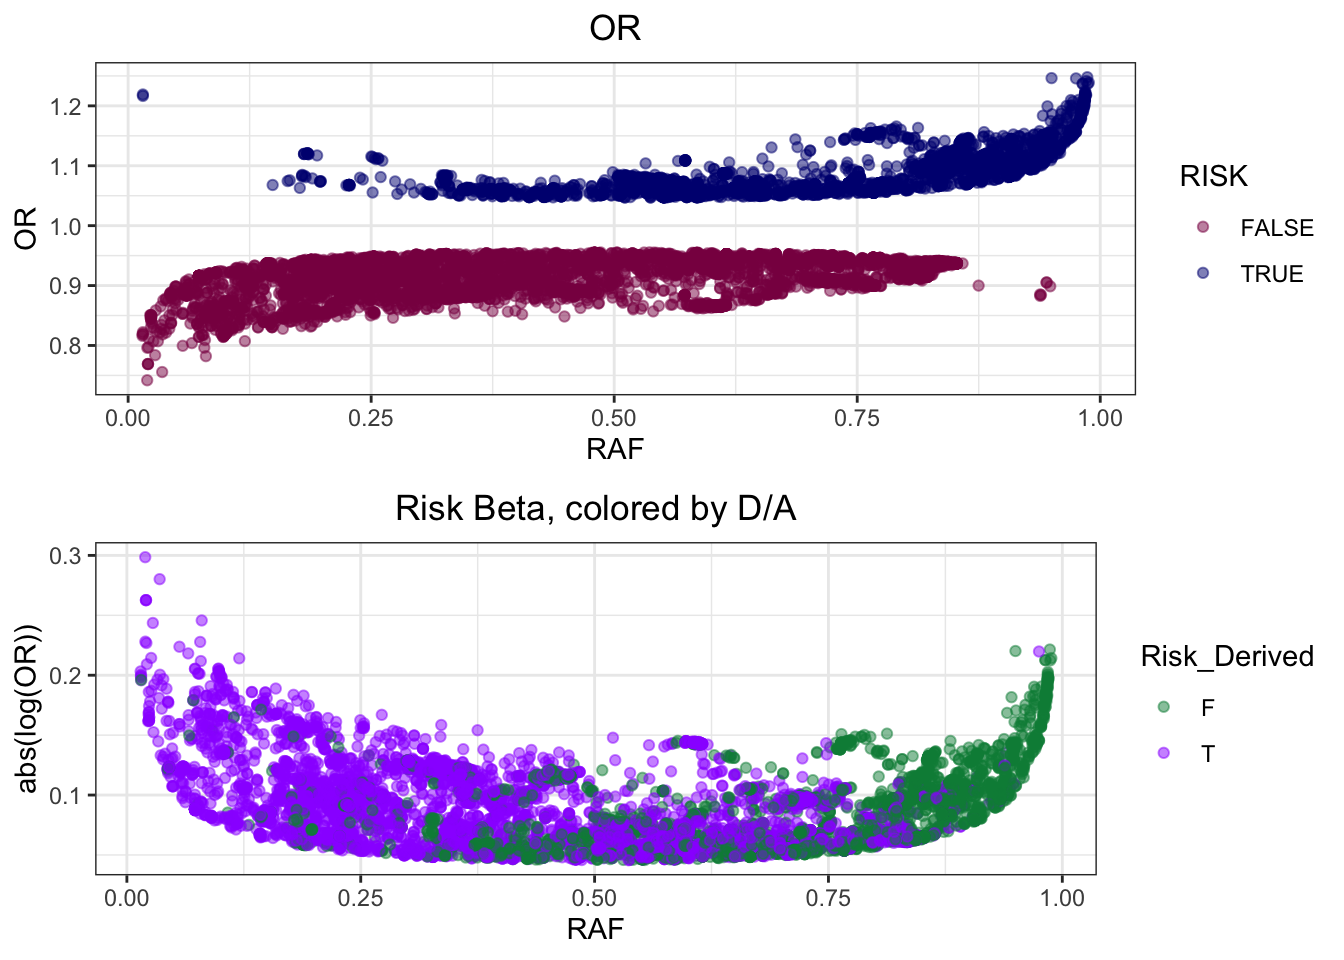 OR
OR
1.2
1.1
1.0
0.9
0.8
0.00 0.25 0.50 0.75 1.00
RAF
RISK
FALSE
TRUE
Risk Beta, colored by D/A
abs(log(OR))
0.3
0.2
0.1
0.00 0.25 0.50 0.75 1.00
RAF
Risk_Derived
F
T